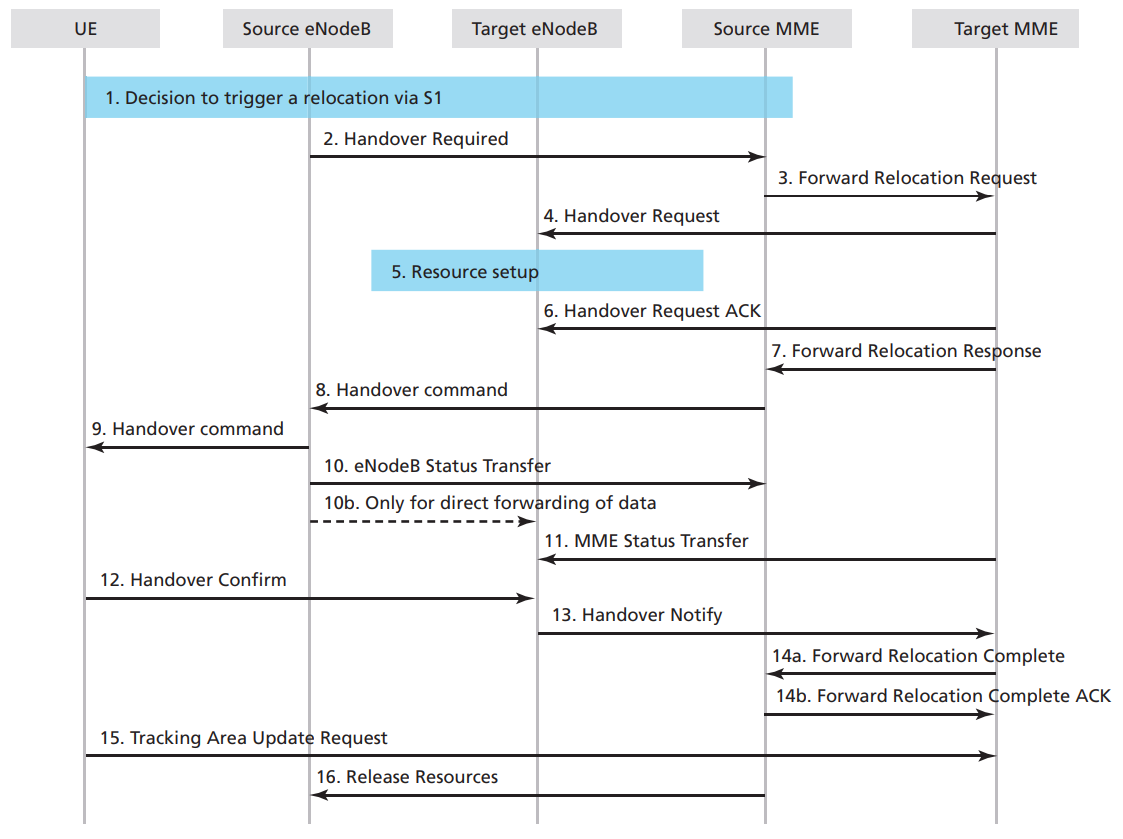 UE
Source eNodeB
Target eNodeB
Source MME
Target MME
1. Decision to trigger a relocation via S1
2. Handover Required
3. Forward Relocation Request
4. Handover Request
5. Resource setup
6. Handover Request ACK
7. Forward Relocation Response
8. Handover command
9. Handover command
10. eNodeB Status Transfer
10b. Only for direct forwarding of data
11. MME Status Transfer
12. Handover Confirm
13. Handover Notify
14a. Forward Relocation Complete
14b. Forward Relocation Complete ACK
15. Tracking Area Update Request
16. Release Resources